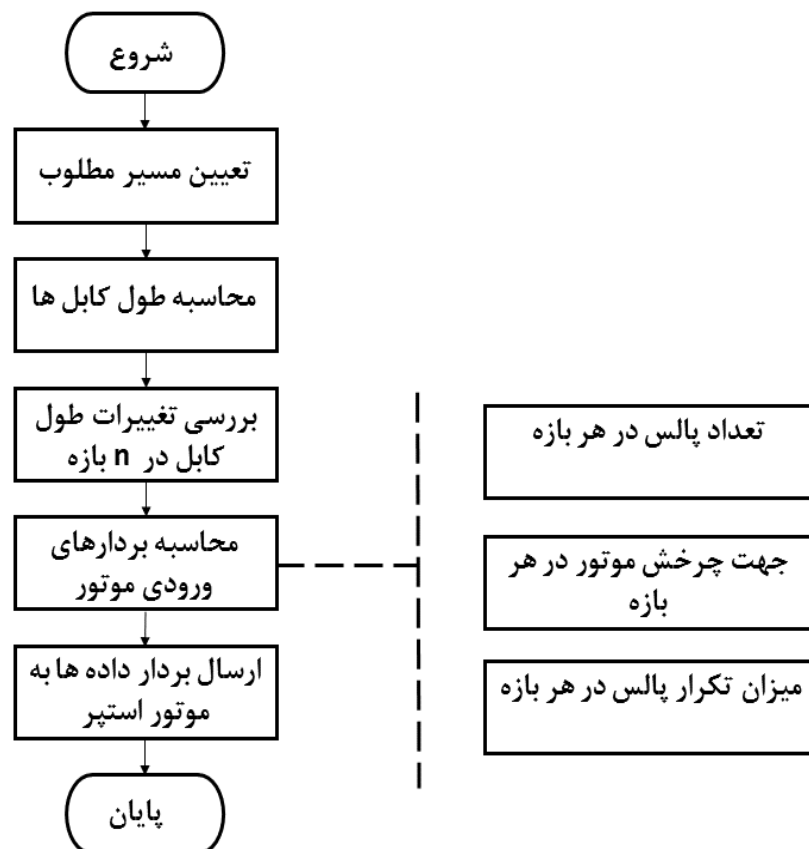 شروع
تعیین مسیر مطلوب
محاسبه طول کابل ها
بررسی تغییرات طول
کابل در n بازه
محاسبه بردارهای
ورودی موتور
ارسال بردار داده ها به
موتور استپر
پایان
تعداد پالس در هر بازه
جهت چرخش موتور در هر
بازه
میزان تکرار پالس در هر بازه